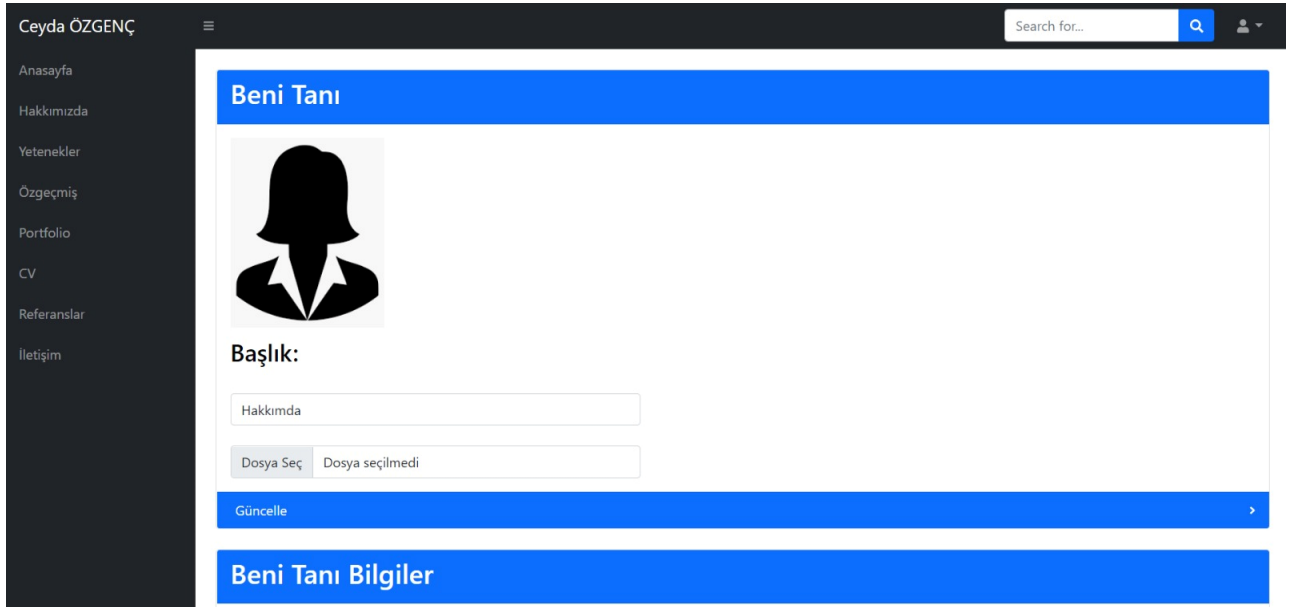 Ceyda ÖZGENÇ
Search for...
Anasayfa
Hakkımızda
Yetenekler
Özgeçmiş
Portfolio
CV
Referanslar
İletişim
Beni Tanı
Başlık:
Hakkımda
Dosya Seç Dosya seçilmedi
Güncelle
Beni Tanı Bilgiler